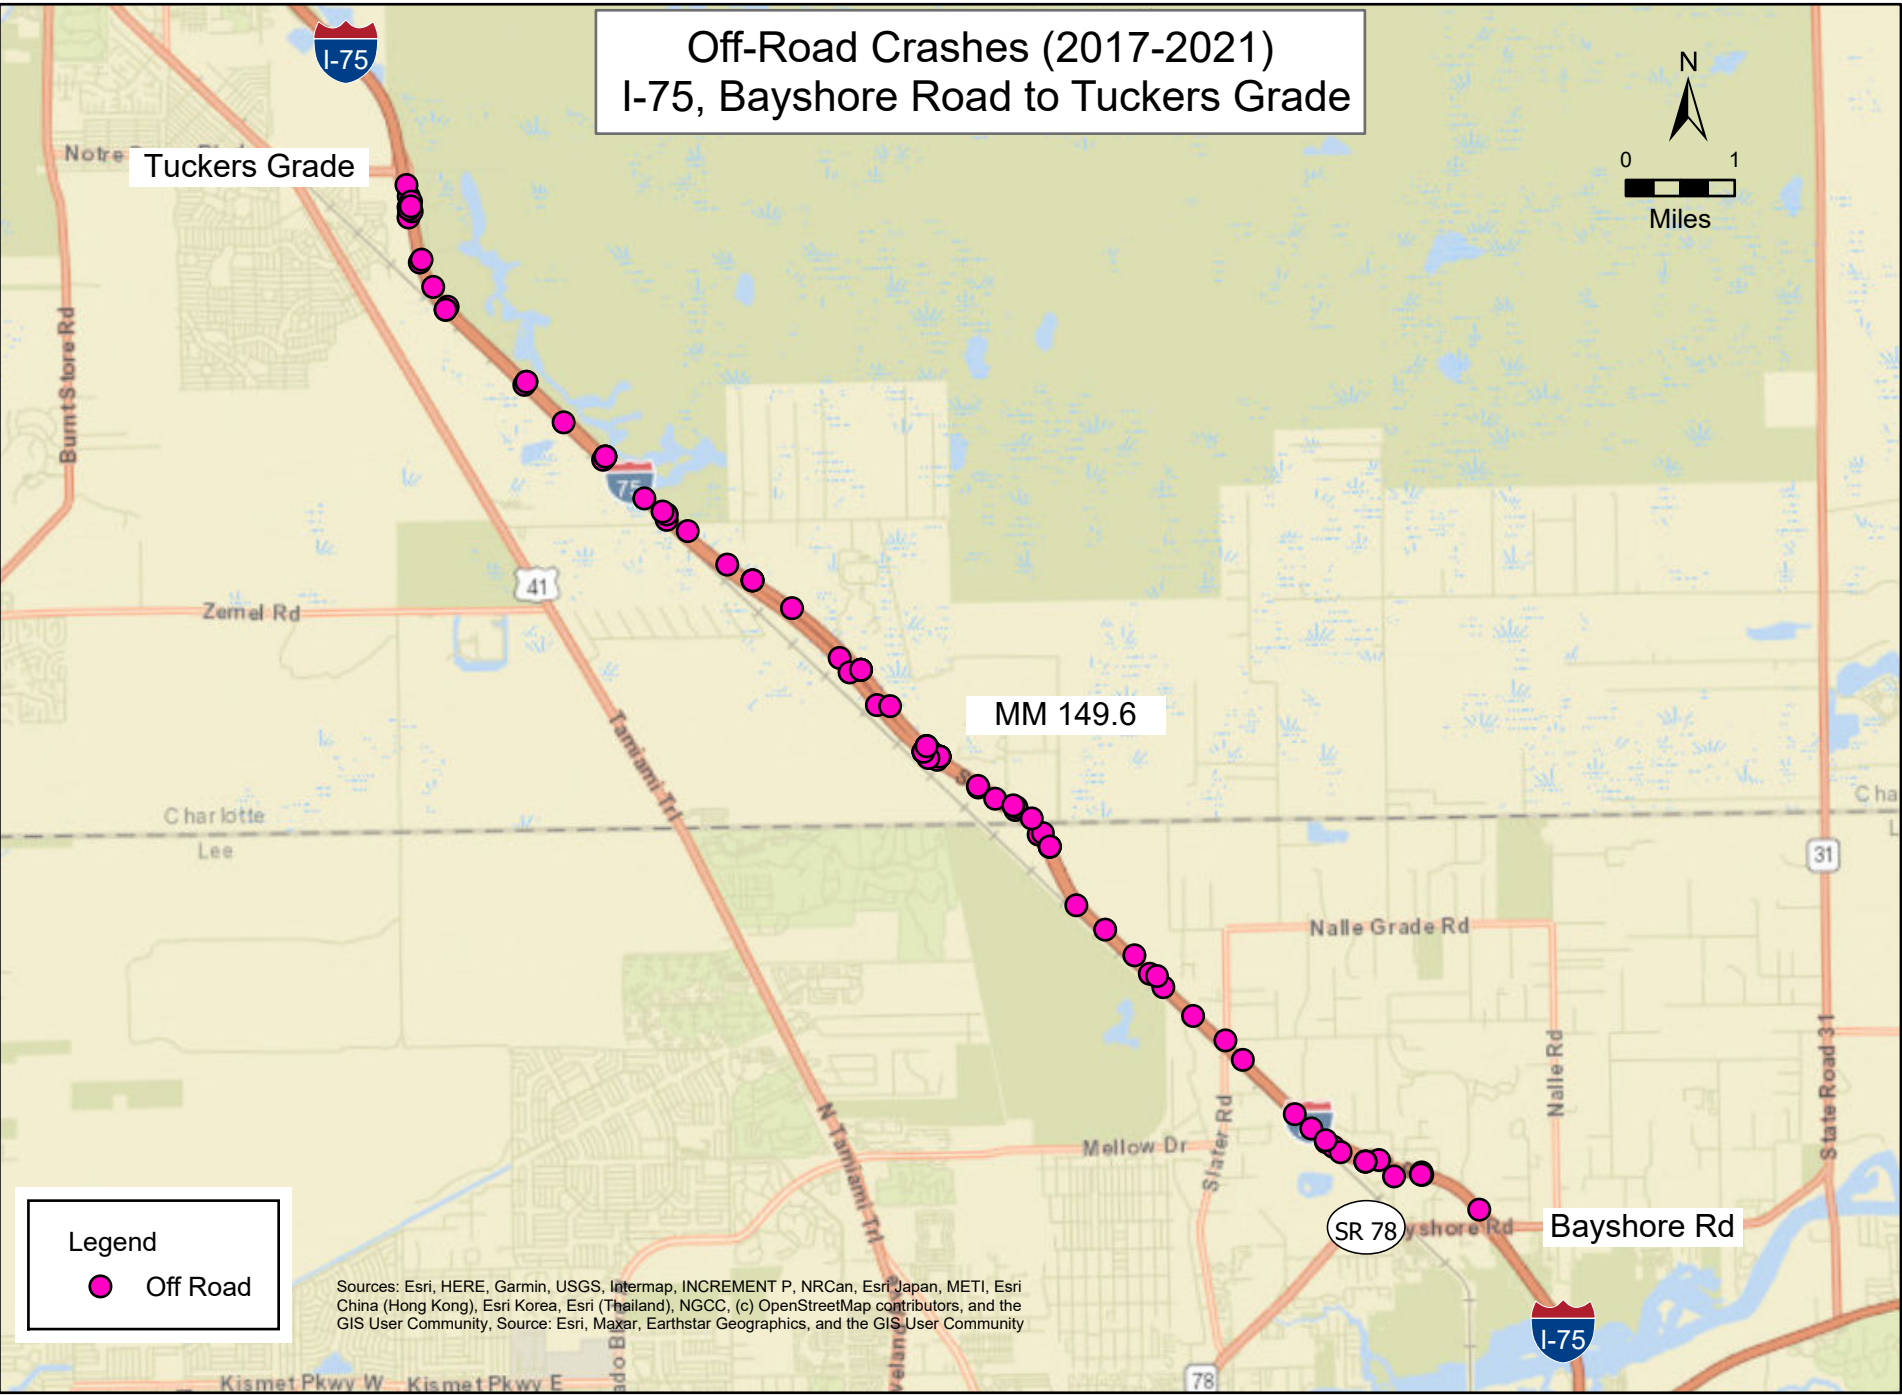 Off-Road Crashes (2017-2021)
I-75, Bayshore Road to Tuckers Grade
I-75
N
0 1
Miles
Notre
Tuckers Grade
Burnt Store Rd
75
41
Zemel Rd
Tamiami Trl
MM 149.6
Charlotte
Lee
Cha
L
31
Nalle Grade Rd
Nalle Rd
State Road 31
Slater Rd
Mellow Dr
N Tamiami Trl
SR 78
yshore Rd
Bayshore Rd
I-75
78
Legend
Off Road
Sources: Esri, HERE, Garmin, USGS, Intermap, INCREMENT P, NRCan, Esri Japan, METI, Esri
China (Hong Kong), Esri Korea, Esri (Thailand), NGCC, (c) OpenStreetMap contributors, and the
GIS User Community, Source: Esri, Maxar, Earthstar Geographics, and the GIS User Community
Kismet Pkwy W
Kismet Pkwy E